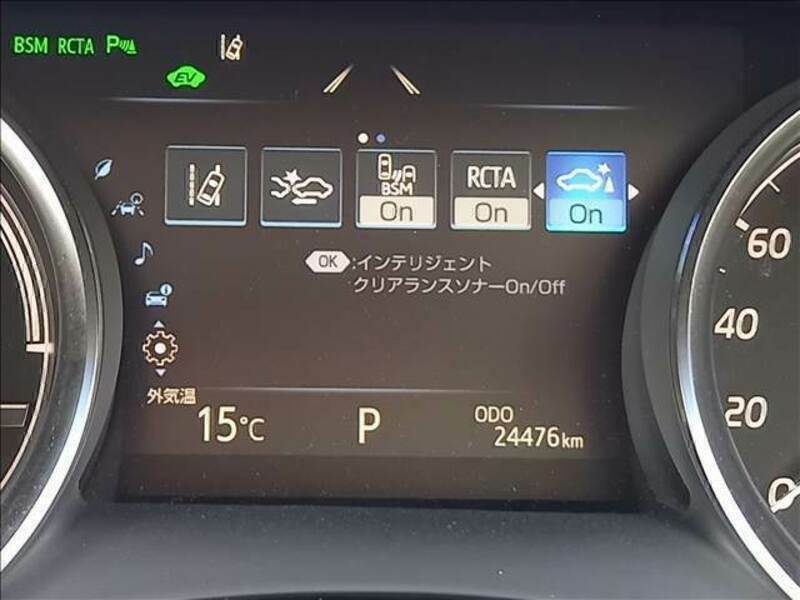 BSM RCTA P
EV
BSM
On
RCTA
On
On
OK :インテリジェント
クリアランスソナーOn/Off
外気温
15℃
P
ODO
24476km
60
40
20
0